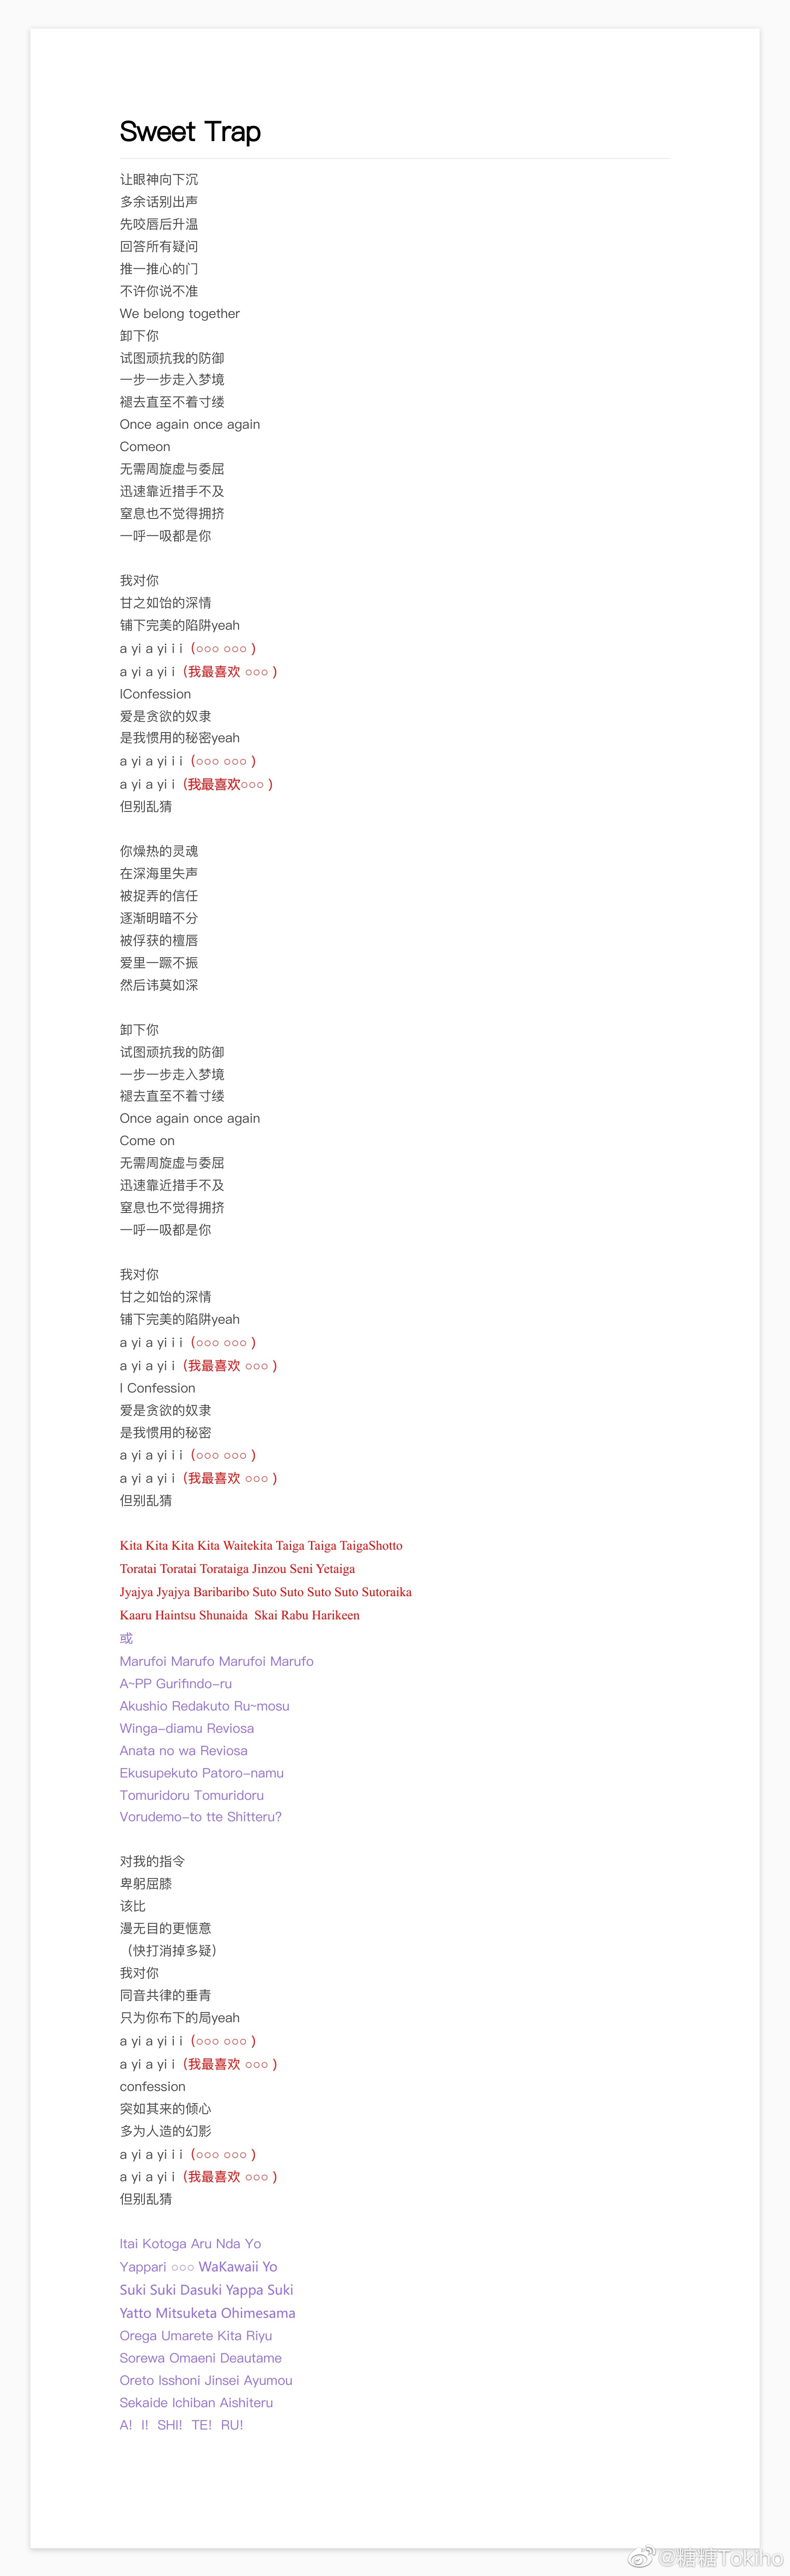 Sweet Trap
让眼神向下沉
多余话别出声
先咬唇后升温
回答所有疑问
推一推心的门
不许你说不准
We belong together
卸下你
试图顽抗我的防御
一步一步走入梦境
褪去直至不着寸缕
Once again once again
Comeon
无需周旋虚与委屈
迅速靠近措手不及
窒息也不觉得拥挤
一呼一吸都是你
我对你
甘之如饴的深情
铺下完美的陷阱yeah
a yi a yi i i（○○○ ○○○ ）
a yi a yi i（我最喜欢 ○○○ ）
IConfession
爱是贪欲的奴隶
是我惯用的秘密yeah
a yi a yi i i（○○○ ○○○ ）
a yi a yi i（我最喜欢○○○ ）
但别乱猜
你燥热的灵魂
在深海里失声
被捉弄的信任
逐渐明暗不分
被俘获的檀唇
爱里一蹶不振
然后讳莫如深
卸下你
试图顽抗我的防御
一步一步走入梦境
褪去直至不着寸缕
Once again once again
Come on
无需周旋虚与委屈
迅速靠近措手不及
窒息也不觉得拥挤
一呼一吸都是你
我对你
甘之如饴的深情
铺下完美的陷阱yeah
a yi a yi i i（○○○ ○○○ ）
a yi a yi i（我最喜欢 ○○○ ）
I Confession
爱是贪欲的奴隶
是我惯用的秘密
a yi a yi i i（○○○ ○○○ ）
a yi a yi i（我最喜欢 ○○○ ）
但别乱猜
Kita Kita Kita Kita Waitekita Taiga Taiga TaigaShotto
Toratai Toratai Torataiga Jinzou Seni Yetaiga
Jyajya Jyajya Baribaribo Suto Suto Suto Suto Sutoraika
Kaaru Haintsu Shunaida  Skai Rabu Harikeen
或
Marufoi Marufo Marufoi Marufo
A~PP Gurifindo-ru
Akushio Redakuto Ru~mosu
Winga-diamu Reviosa
Anata no wa Reviosa
Ekusupekuto Patoro-namu
Tomuridoru Tomuridoru
Vorudemo-to tte Shitteru?
对我的指令
卑躬屈膝
该比
漫无目的更惬意
（快打消掉多疑）
我对你
同音共律的垂青
只为你布下的局yeah
a yi a yi i i（○○○ ○○○ ）
a yi a yi i（我最喜欢 ○○○ ）
confession
突如其来的倾心
多为人造的幻影
a yi a yi i i（○○○ ○○○ ）
a yi a yi i（我最喜欢 ○○○ ）
但别乱猜
Itai Kotoga Aru Nda Yo
Yappari ○○○ WaKawaii Yo
Suki Suki Dasuki Yappa Suki
Yatto Mitsuketa Ohimesama
Orega Umarete Kita Riyu
Sorewa Omaeni Deautame
Oreto Isshoni Jinsei Ayumou
Sekaide Ichiban Aishiteru
A!  I!  SHI!  TE!  RU!
@糖糖Tokiho